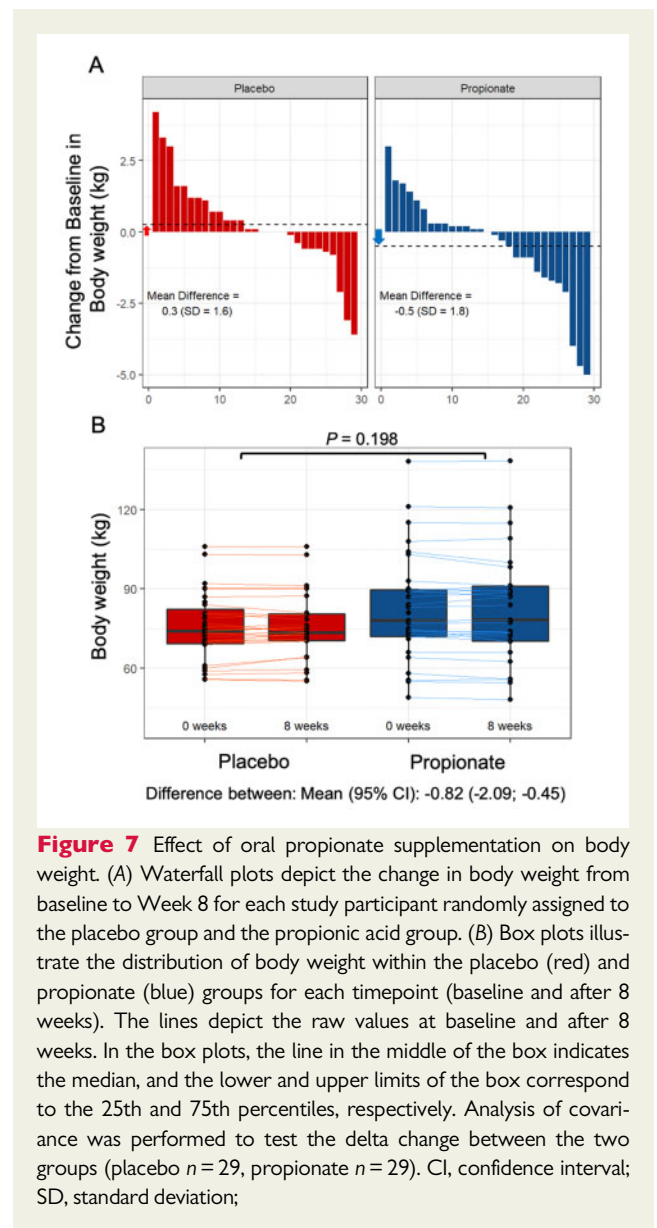 A
Placebo
Propionate
Change from Baseline in
Body weight (kg)
2.5
0.0
-2.5
-5.0
Mean Difference =
0.3 (SD = 1.6)
Mean Difference =
-0.5 (SD = 1.8)
0 10 20 30
0 10 20 30
B
P = 0.198
Body weight (kg)
120
90
60
0 weeks 8 weeks 0 weeks 8 weeks
Placebo Propionate
Difference between: Mean (95% CI): -0.82 (-2.09; -0.45)
Figure 7 Effect of oral propionate supplementation on body
weight. (A) Waterfall plots depict the change in body weight from
baseline to Week 8 for each study participant randomly assigned to
the placebo group and the propionic acid group. (B) Box plots illus-
trate the distribution of body weight within the placebo (red) and
propionate (blue) groups for each timepoint (baseline and after 8
weeks). The lines depict the raw values at baseline and after 8
weeks. In the box plots, the line in the middle of the box indicates
the median, and the lower and upper limits of the box correspond
to the 25th and 75th percentiles, respectively. Analysis of covari-
ance was performed to test the delta change between the two
groups (placebo n = 29, propionate n = 29). CI, confidence interval;
SD, standard deviation;